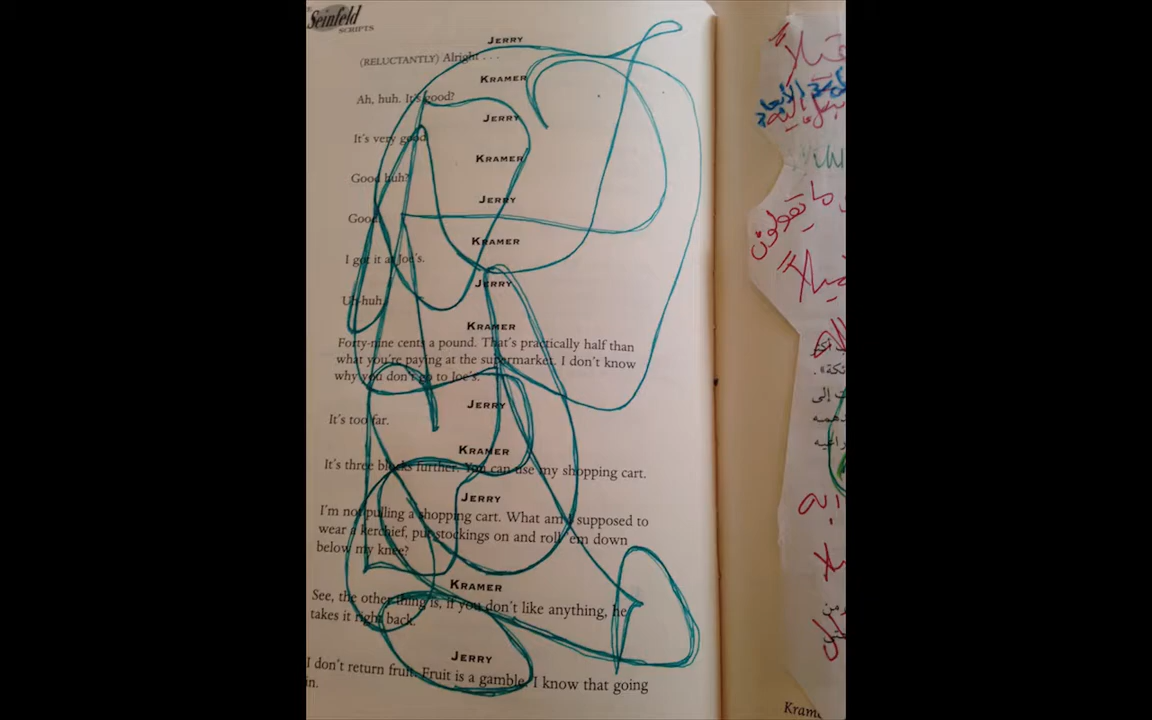 Seinfeld
SCRIPTS
JERRY
(RELUCTANTLY) Alright . . .
KRAMER
Ah, huh. It's good?
JERRY
It's very good.
KRAMER
Good huh?
JERRY
Good
KRAMER
I got it at Joe's.
JERRY
Uh-huh.
KRAMER
Forty-nine cents a pound. That's practically half than
what you're paying at the supermarket. I don't know
why you don't go to Joe's.
JERRY
It's too far.
KRAMER
It's three blocks further. You can use my shopping cart.
JERRY
I'm not pulling a shopping cart. What am I supposed to
wear a kerchief, put stockings on and roll 'em down
below my knee?
KRAMER
See, the other thing is, if you don't like anything, he
takes it right back.
JERRY
I don't return fruit. Fruit is a gamble. I know that going
in.
ما يقولون
إلى
من
Kram